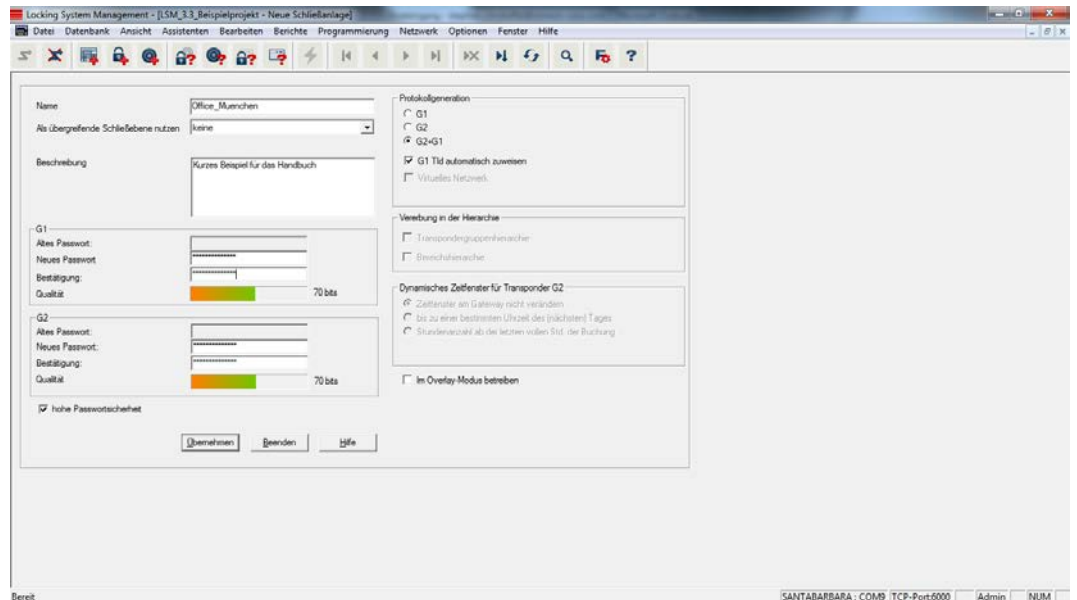 Locking System Management - [LSM_3.3_Beispielprojekt - Neue Schließanlage]
Datei Datenbank Ansicht Assistenten Bearbeiten Berichte Programmierung Netzwerk Optionen Fenster Hilfe
Name
Office_Muenchen
Als übergreifende Schließebene nutzen
keine
Beschreibung
Kurzes Beispiel für das Handbuch
G1
Altes Passwort:
Neues Passwort
**************
Bestätigung:
**************
Qualität
70 bits
G2
Altes Passwort:
Neues Passwort:
**************
Bestätigung:
**************
Qualität
70 bits
hohe Passwortsicherheit
Übernehmen Beenden Hilfe
Protokollgeneration
G1
G2
G2+G1
G1 TId automatisch zuweisen
Virtuelles Netzwerk
Vererbung in der Hierarchie
Transpondergruppenhierarchie
Bereichshierarchie
Dynamisches Zeitfenster für Transponder G2
Zeitfenster am Gateway nicht verändern
bis zu einer bestimmten Uhrzeit des (nächsten) Tages
Stundenanzahl ab der letzten vollen Std. der Buchung
Im Overlay-Modus betreiben
Bereit
SANTABARBARA : COM9 TCP-Port:6000 Admin NUM